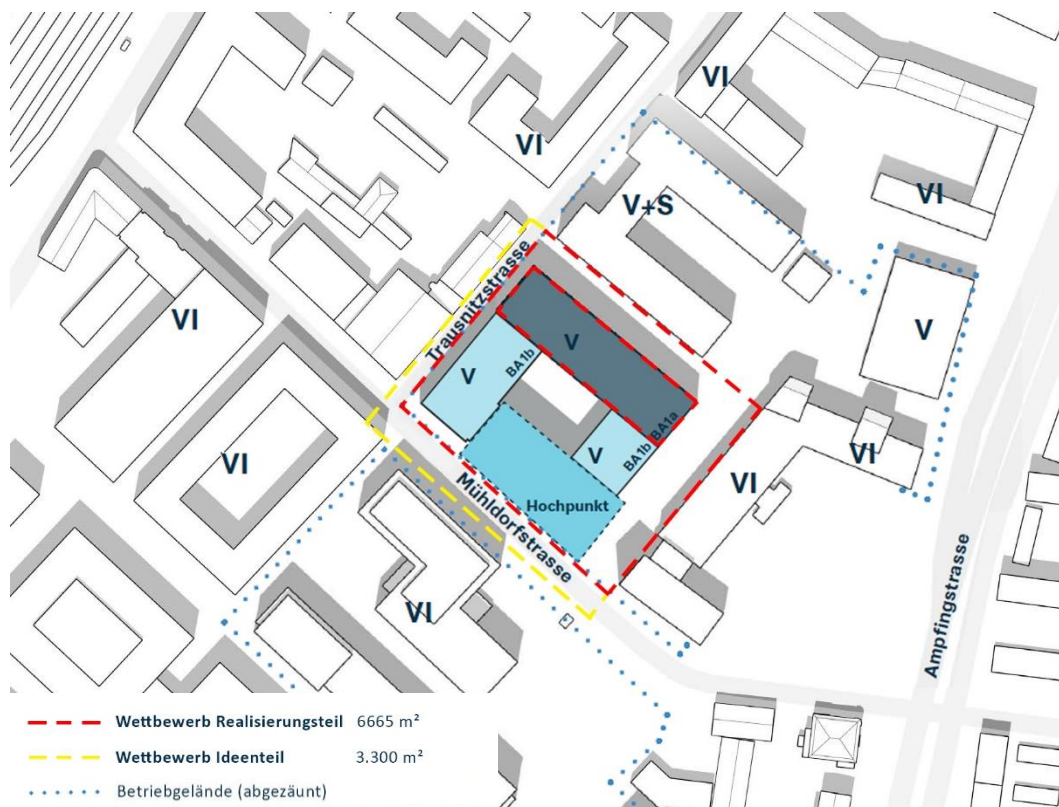 VI
VI
VI
V+S
VI
V
Trausnitzstrasse
V
V
BA1b
BA1a
V
BA1b
VI
VI
VI
VI
Hochpunkt
Mühldorfstrasse
VI
Ampfingstrasse
Wettbewerb Realisierungsteil 6665 m²
Wettbewerb Ideenteil 3.300 m²
Betriebgelände (abgezäunt)